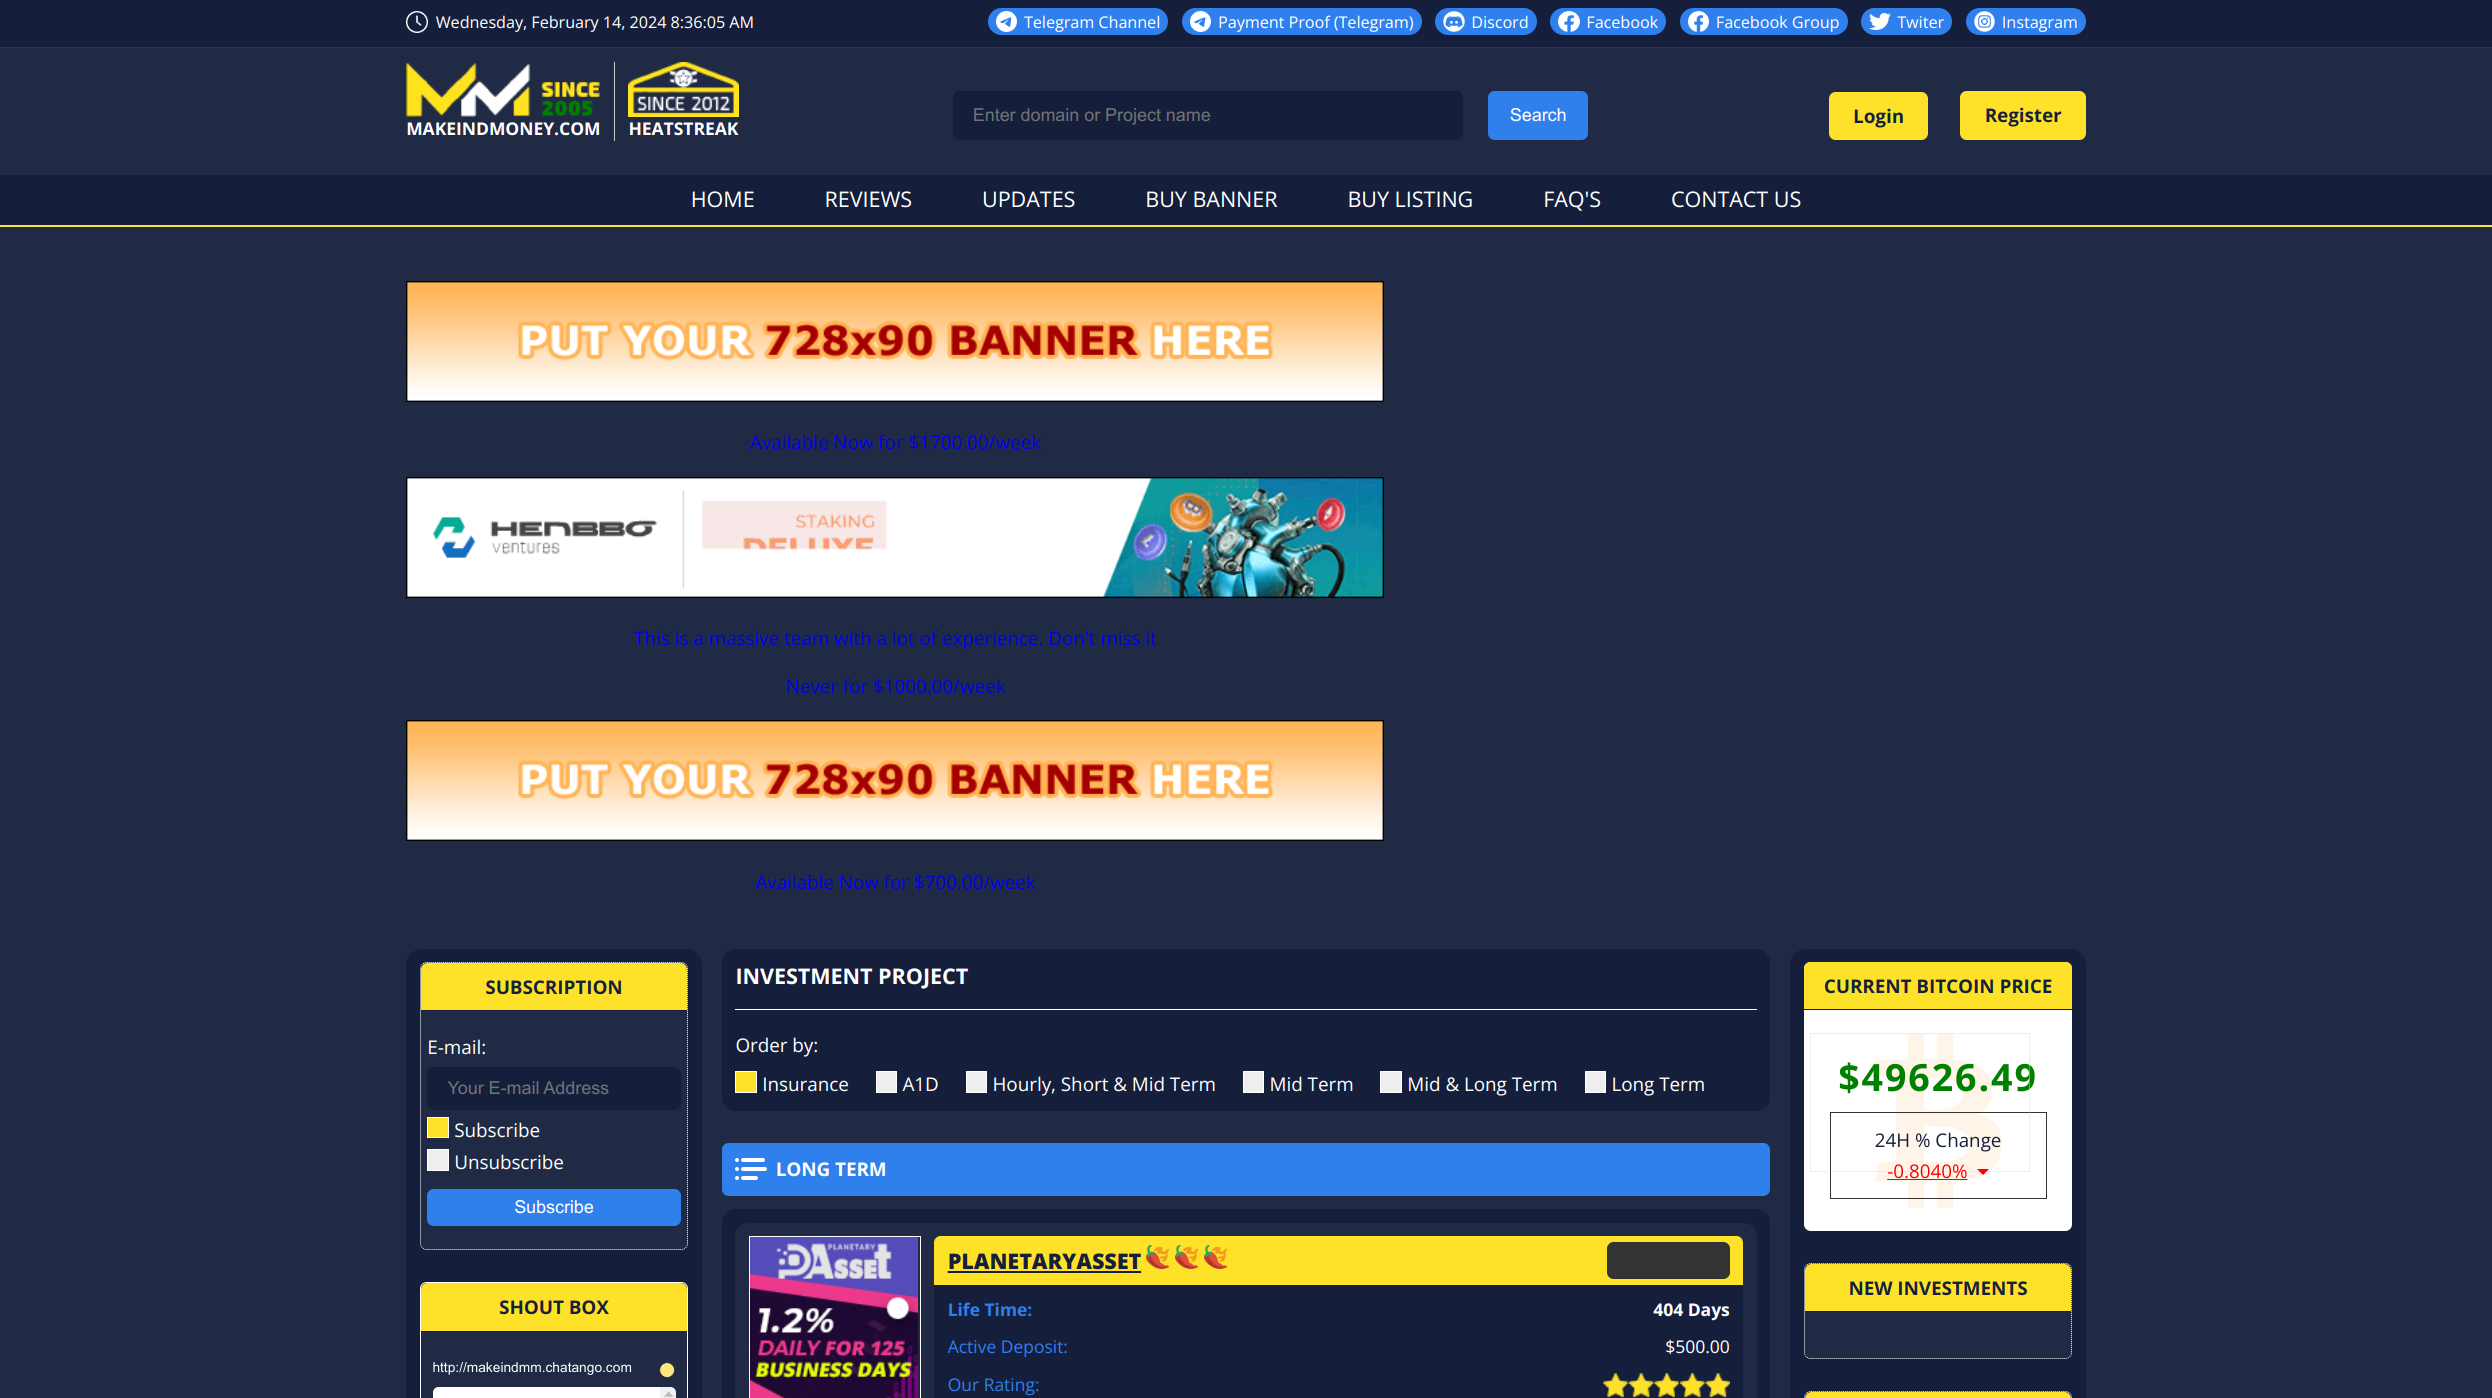 Wednesday, February 14, 2024 8:36:05 AM
Telegram Channel
Payment Proof (Telegram)
Discord
Facebook
Facebook Group
Twiter
Instagram
MM SINCE 2005
MAKEINDMONEY.COM
SINCE 2012
HEATSTREAK
Enter domain or Project name
Search
Login
Register
HOME
REVIEWS
UPDATES
BUY BANNER
BUY LISTING
FAQ'S
CONTACT US
PUT YOUR 728x90 BANNER HERE
Available Now for $1700.00/week
HENBBO
ventures
STAKING
DELUXE
This is a massive team with a lot of experience. Don't miss it
Never for $1000.00/week
PUT YOUR 728x90 BANNER HERE
Available Now for $700.00/week
SUBSCRIPTION
E-mail:
Your E-mail Address
Subscribe
Unsubscribe
Subscribe
SHOUT BOX
http://makeindmm.chatango.com
INVESTMENT PROJECT
Order by:
Insurance
A1D
Hourly, Short & Mid Term
Mid Term
Mid & Long Term
Long Term
LONG TERM
PLANETARY
PAsset
1.2%
DAILY FOR 125
BUSINESS DAYS
PLANETARYASSET
Life Time:
404 Days
Active Deposit:
$500.00
Our Rating:
CURRENT BITCOIN PRICE
$49626.49
24H % Change
-0.8040%
NEW INVESTMENTS